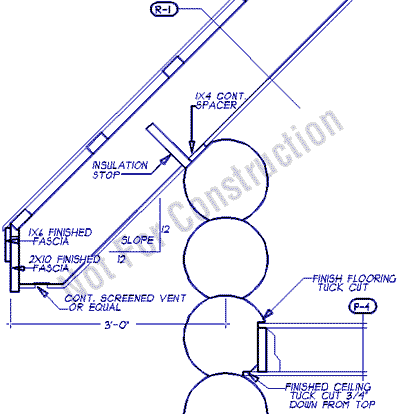 R-1
1X4 CONT.
SPACER
INSULATION
STOP
Not For Construction
1X6 FINISHED
FASCIA
12
SLOPE
12
2X10 FINISHED
FASCIA
CONT. SCREENED VENT
OR EQUAL
FINISH FLOORING
TUCK CUT
P-4
3'-0"
FINISHED CEILING
TUCK CUT 3/4"
DOWN FROM TOP